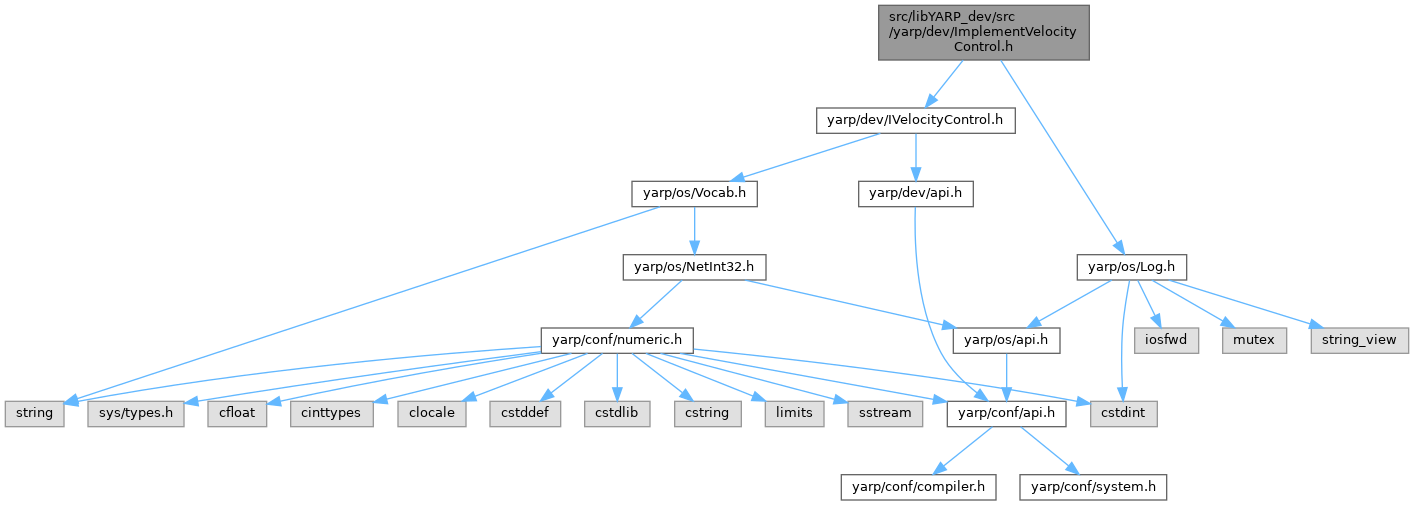 src/libYARP_dev/src
/yarp/dev/ImplementVelocity
Control.h
yarp/dev/IVelocityControl.h
yarp/os/Vocab.h
yarp/dev/api.h
yarp/os/NetInt32.h
yarp/os/Log.h
yarp/conf/numeric.h
yarp/os/api.h
iosfwd
mutex
string_view
string
sys/types.h
cfloat
cinttypes
clocale
cstddef
cstdlib
cstring
limits
sstream
yarp/conf/api.h
cstdint
yarp/conf/compiler.h
yarp/conf/system.h